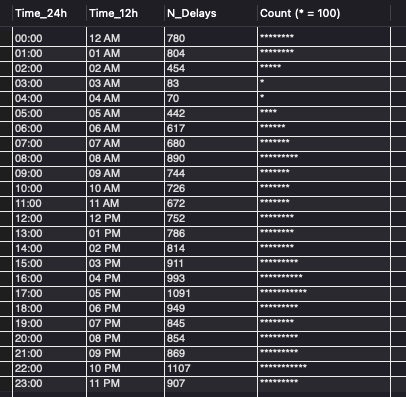 Time_24h Time_12h N_Delays Count (* = 100)
00:00 12 AM 780 ********
01:00 01 AM 804 ********
02:00 02 AM 454 *****
03:00 03 AM 83 *
04:00 04 AM 70 *
05:00 05 AM 442 ****
06:00 06 AM 617 ******
07:00 07 AM 680 *******
08:00 08 AM 890 *********
09:00 09 AM 744 *******
10:00 10 AM 726 *******
11:00 11 AM 672 *******
12:00 12 PM 752 ********
13:00 01 PM 786 ********
14:00 02 PM 814 ********
15:00 03 PM 911 *********
16:00 04 PM 993 **********
17:00 05 PM 1091 ***********
18:00 06 PM 949 *********
19:00 07 PM 845 ********
20:00 08 PM 854 *********
21:00 09 PM 869 *********
22:00 10 PM 1107 ***********
23:00 11 PM 907 *********